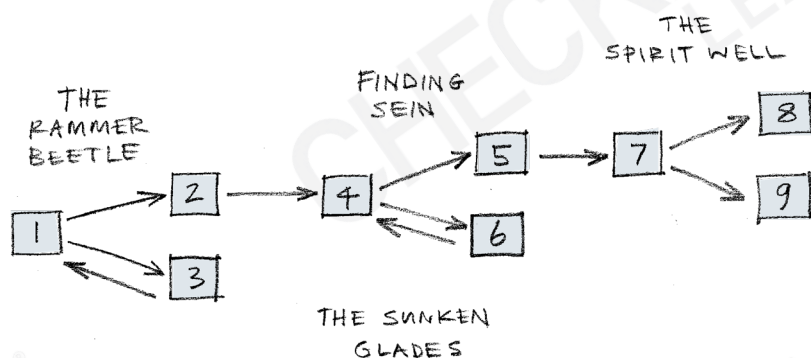 THE
SPIRIT WELL
FINDING
SEIN
THE
RAMMER
BEETLE
8
5
7
2
4
9
1
6
3
THE SUNKEN
GLADES
CHECK